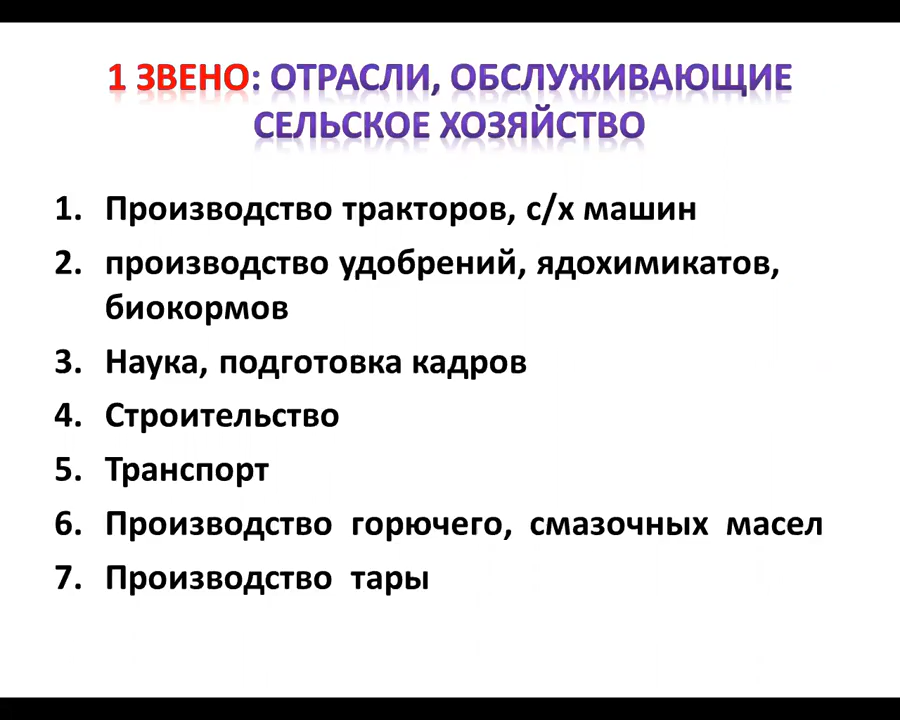 1 ЗВЕНО: ОТРАСЛИ, ОБСЛУЖИВАЮЩИЕ
СЕЛЬСКОЕ ХОЗЯЙСТВО
1. Производство тракторов, с/х машин
2. производство удобрений, ядохимикатов,
биокормов
3. Наука, подготовка кадров
4. Строительство
5. Транспорт
6. Производство горючего, смазочных масел
7. Производство тары